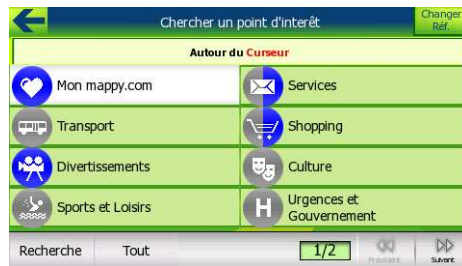 Chercher un point d'interêt
Changer
Réf.
Autour du Curseur
Mon mappy.com
Services
Transport
Shopping
Divertissements
Culture
Sports et Loisirs
H
Urgences et
Gouvernement
Recherche
Tout
1/2
Précédent
Suivant